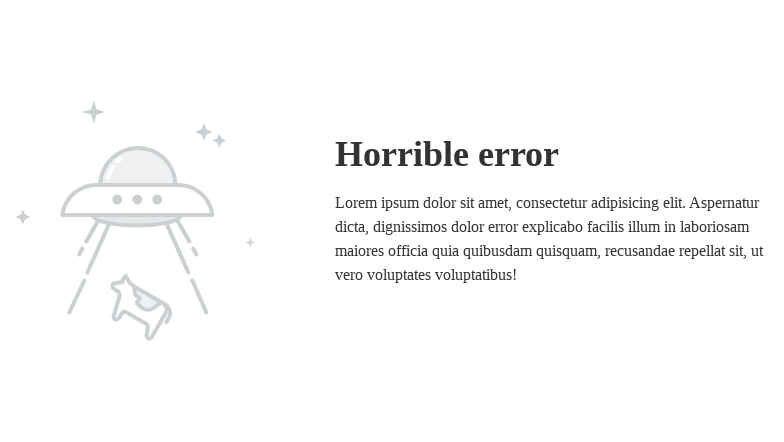 Horrible error
Lorem ipsum dolor sit amet, consectetur adipisicing elit. Aspernatur
dicta, dignissimos dolor error explicabo facilis illum in laboriosam
maiores officia quia quibusdam quisquam, recusandae repellat sit, ut
vero voluptates voluptatibus!